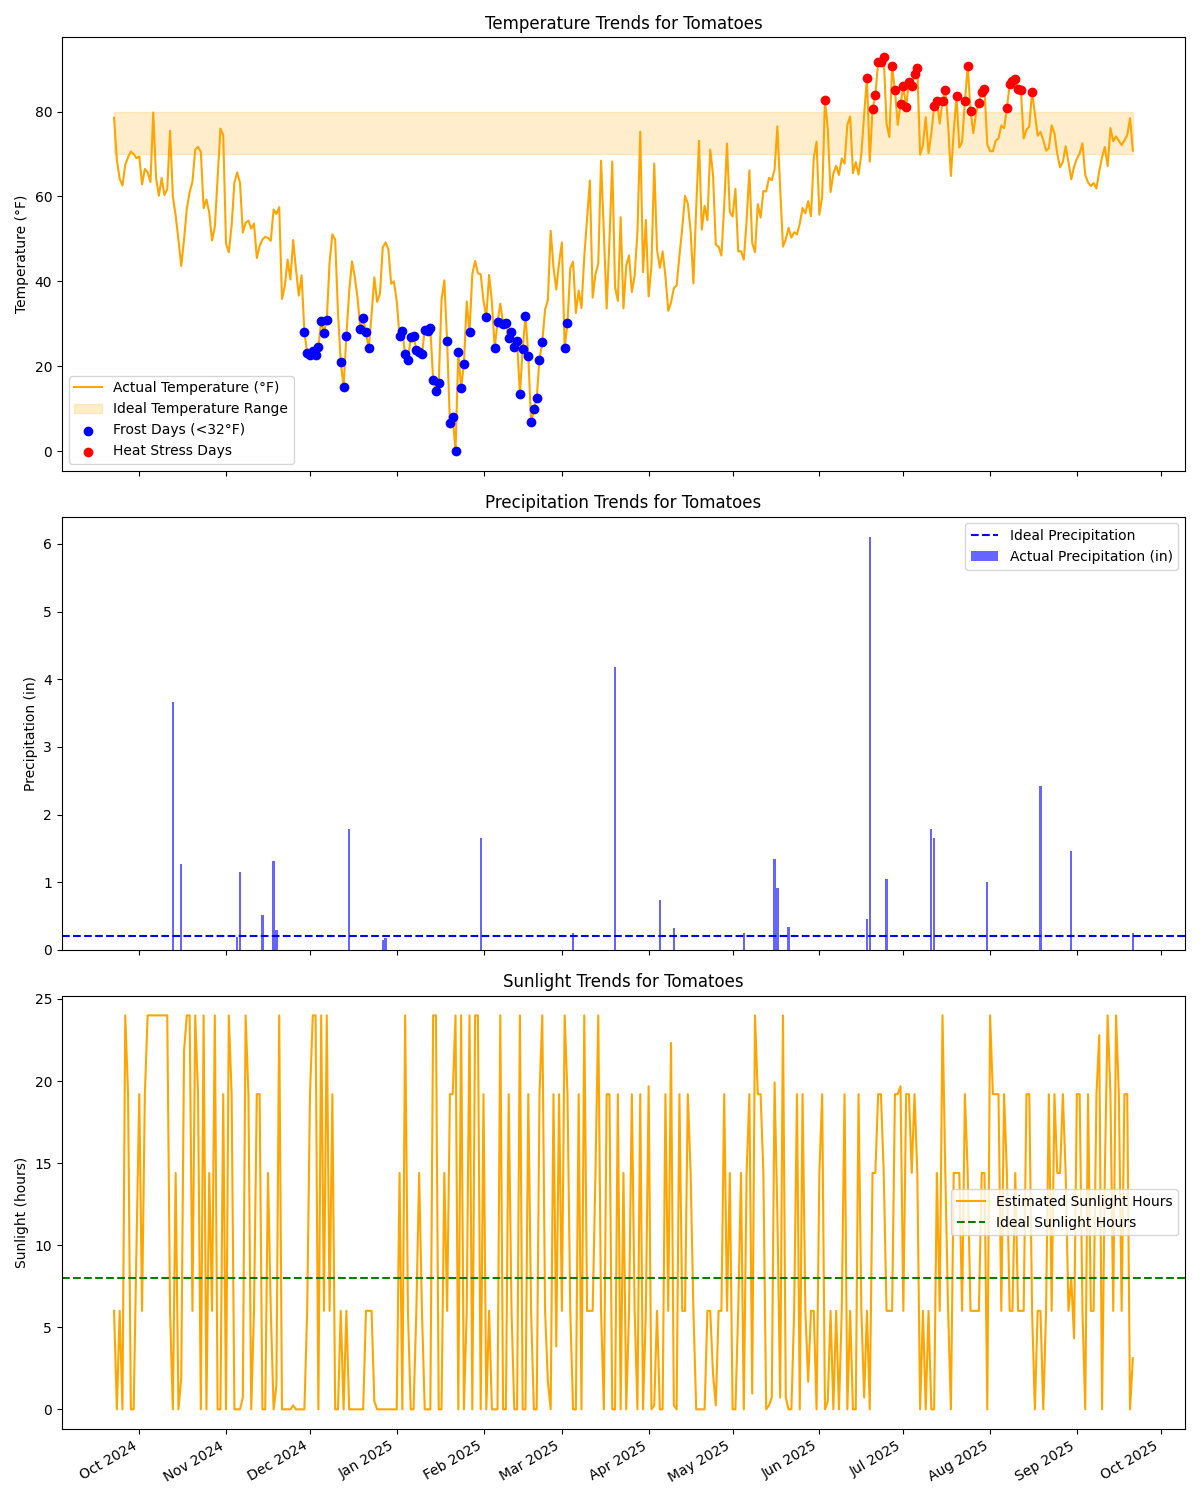 Temperature Trends for Tomatoes
Temperature (°F)
80
60
40
20
0
Actual Temperature (°F)
Ideal Temperature Range
Frost Days (<32°F)
Heat Stress Days
Precipitation Trends for Tomatoes
Precipitation (in)
6
5
4
3
2
1
0
Ideal Precipitation
Actual Precipitation (in)
Sunlight Trends for Tomatoes
Sunlight (hours)
25
20
15
10
5
0
Estimated Sunlight Hours
Ideal Sunlight Hours
Oct 2024
Nov 2024
Dec 2024
Jan 2025
Feb 2025
Mar 2025
Apr 2025
May 2025
Jun 2025
Jul 2025
Aug 2025
Sep 2025
Oct 2025